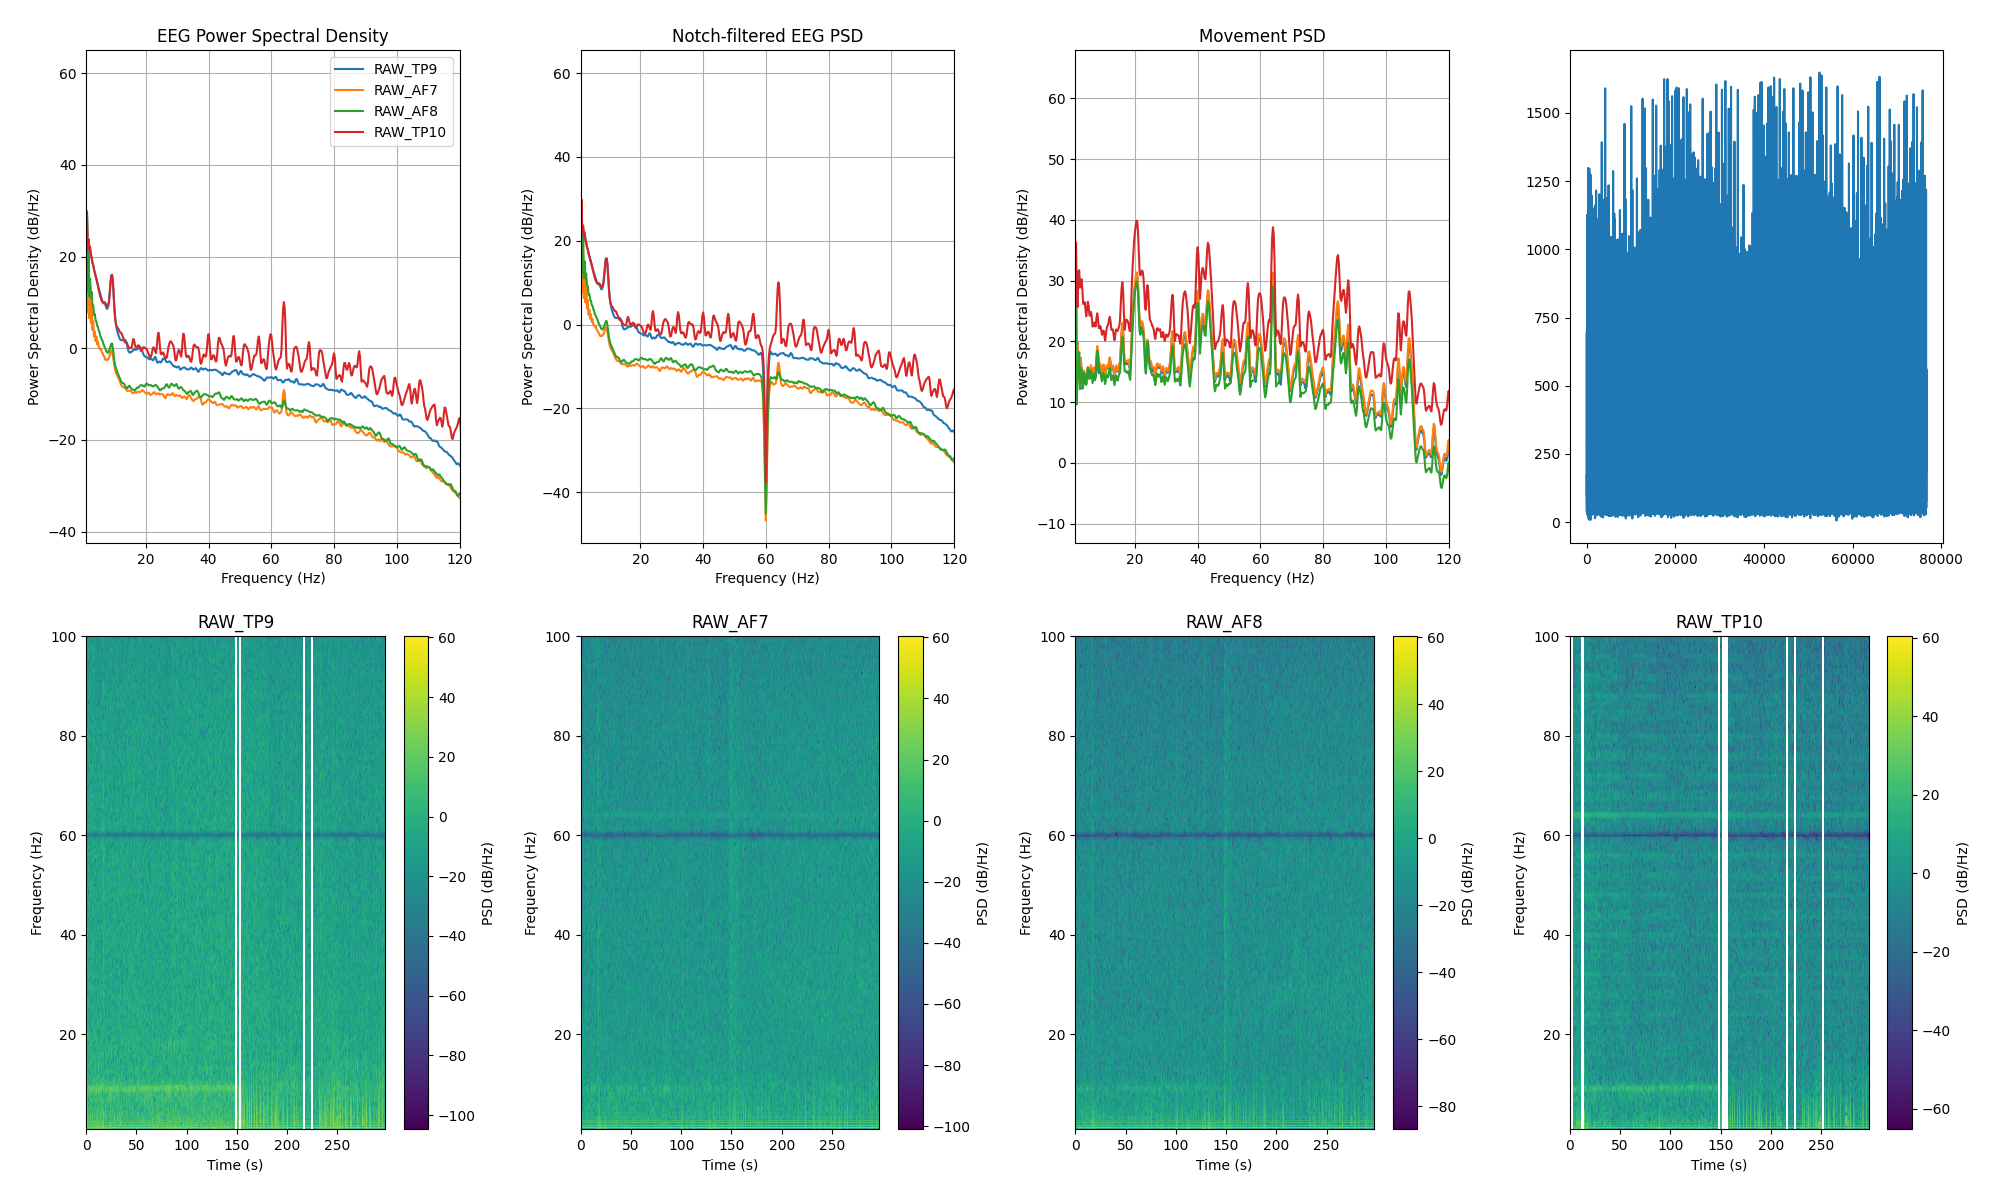 EEG Power Spectral Density
Power Spectral Density (dB/Hz)
60
40
20
0
−20
−40
RAW_TP9
RAW_AF7
RAW_AF8
RAW_TP10
20 40 60 80 100 120
Frequency (Hz)
Notch-filtered EEG PSD
Power Spectral Density (dB/Hz)
60
40
20
0
−20
−40
20 40 60 80 100 120
Frequency (Hz)
Movement PSD
Power Spectral Density (dB/Hz)
60
50
40
30
20
10
0
−10
20 40 60 80 100 120
Frequency (Hz)
1500
1250
1000
750
500
250
0
0 20000 40000 60000 80000
RAW_TP9
Frequency (Hz)
100
80
60
40
20
0 50 100 150 200 250
Time (s)
60
40
20
0
−20
−40
−60
−80
−100
PSD (dB/Hz)
RAW_AF7
Frequency (Hz)
100
80
60
40
20
0 50 100 150 200 250
Time (s)
60
40
20
0
−20
−40
−60
−80
−100
PSD (dB/Hz)
RAW_AF8
Frequency (Hz)
100
80
60
40
20
0 50 100 150 200 250
Time (s)
60
40
20
0
−20
−40
−60
−80
PSD (dB/Hz)
RAW_TP10
Frequency (Hz)
100
80
60
40
20
0 50 100 150 200 250
Time (s)
60
40
20
0
−20
−40
−60
PSD (dB/Hz)